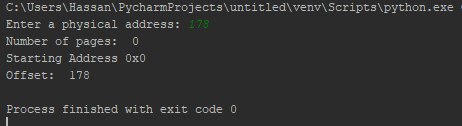 C:\Users\Hassan\PycharmProjects\untitled\venv\Scripts\python.exe
Enter a physical address: 178
Number of pages:  0
Starting Address 0x0
Offset:  178
Process finished with exit code 0